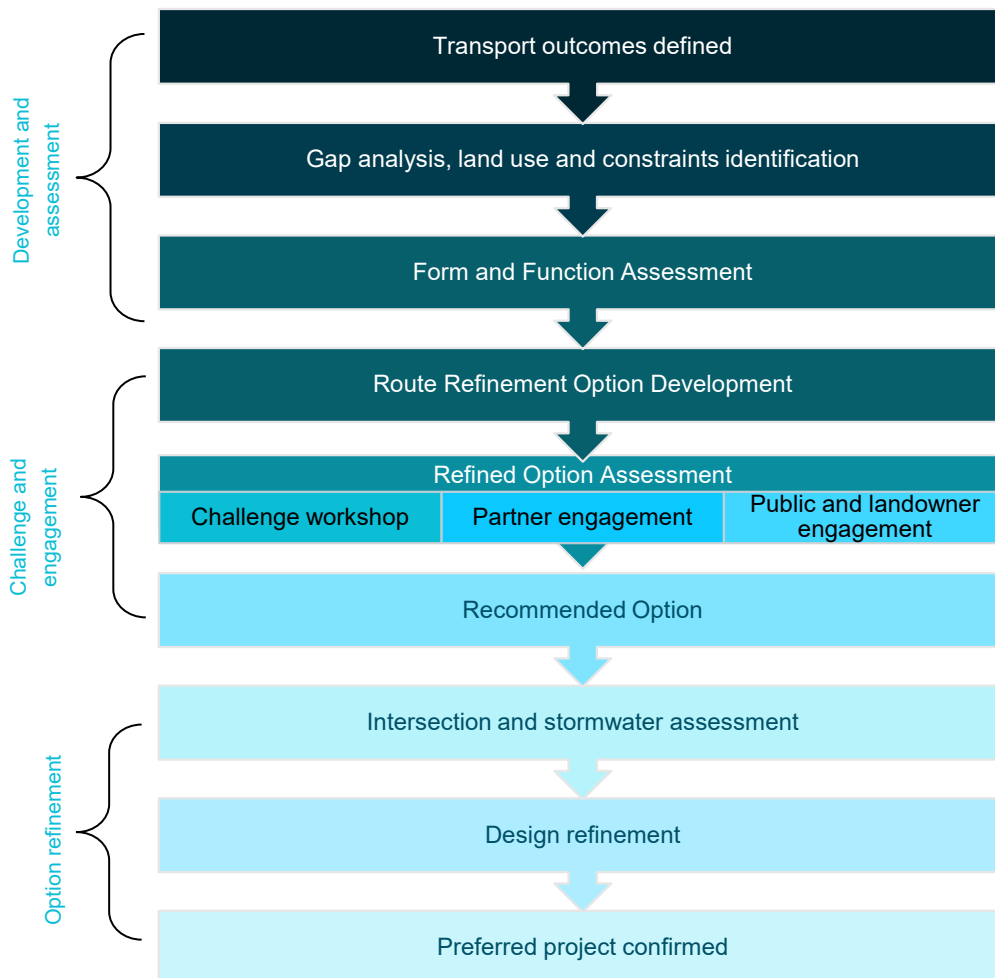 Development and
assessment
Transport outcomes defined
Gap analysis, land use and constraints identification
Form and Function Assessment
Challenge and
engagement
Route Refinement Option Development
Refined Option Assessment
Challenge workshop
Partner engagement
Public and landowner
engagement
Recommended Option
Option refinement
Intersection and stormwater assessment
Design refinement
Preferred project confirmed